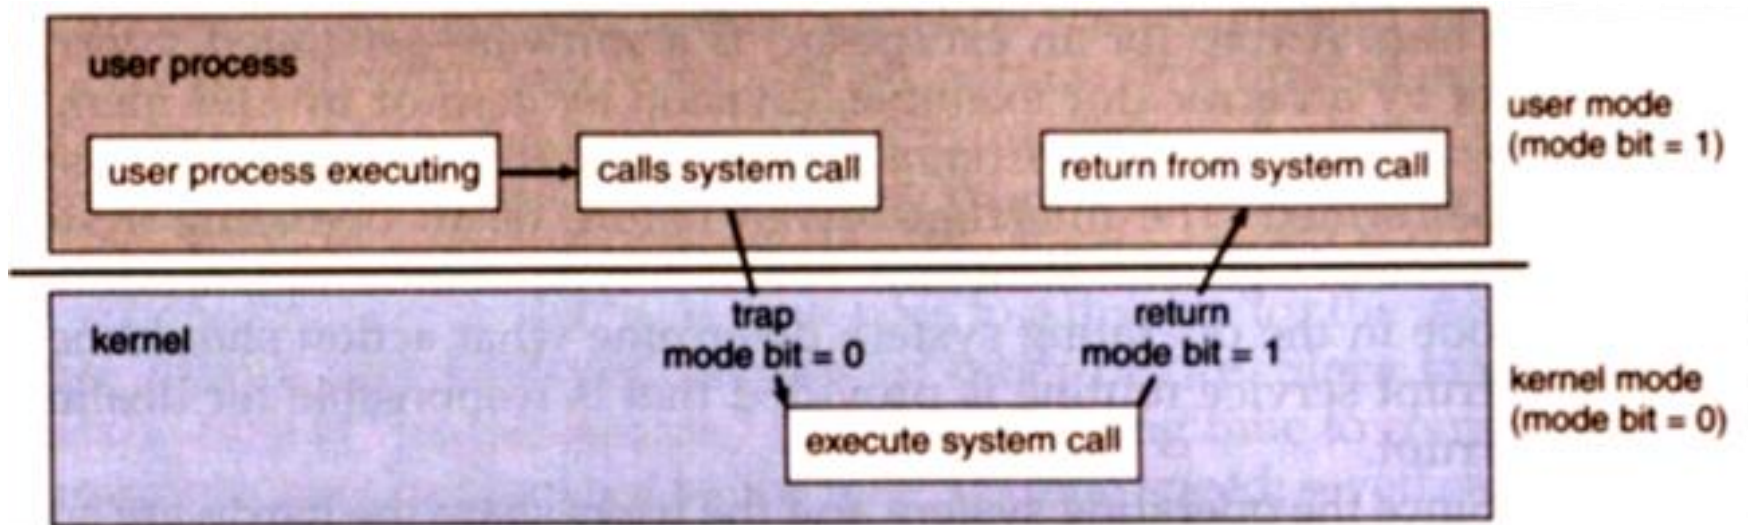 user process
user process executing
calls system call
return from system call
user mode
(mode bit = 1)
kernel
trap
mode bit = 0
return
mode bit = 1
execute system call
kernel mode
(mode bit = 0)